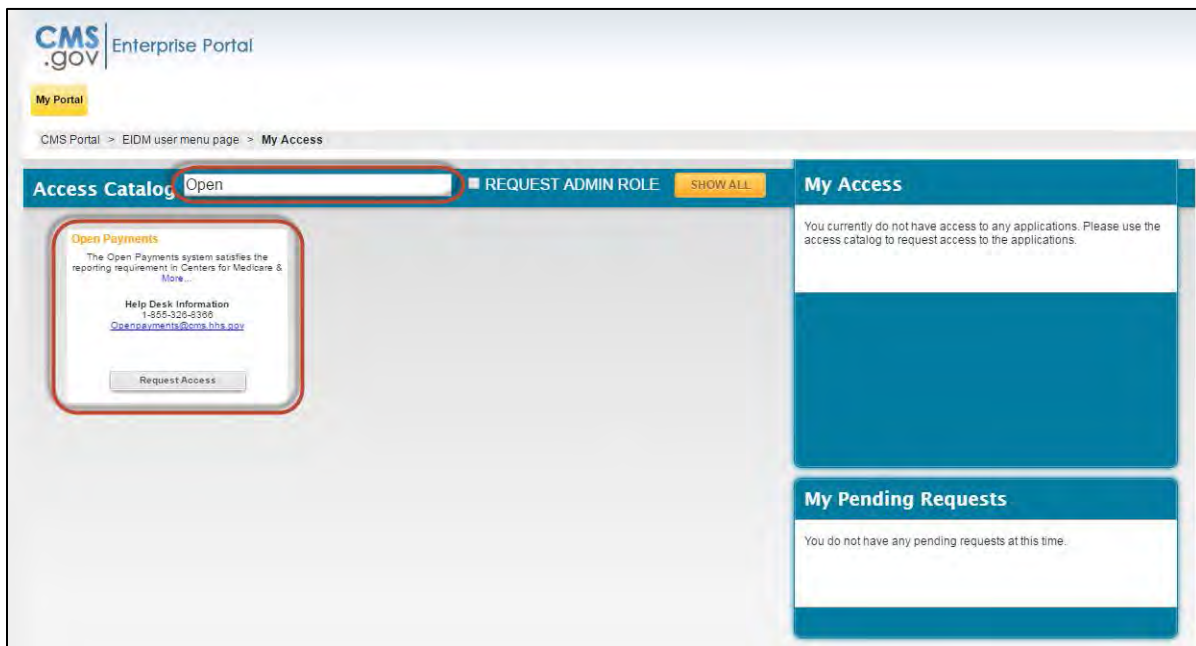 CMS
.gov
Enterprise Portal
My Portal
CMS Portal > EIDM user menu page > My Access
Access Catalog
Open
REQUEST ADMIN ROLE
SHOW ALL
Open Payments
The Open Payments system satisfies the
reporting requirement in Centers for Medicare &
More...
Help Desk Information
1-855-326-8366
Openpayments@cms.hhs.gov
Request Access
My Access
You currently do not have access to any applications. Please use the
access catalog to request access to the applications.
My Pending Requests
You do not have any pending requests at this time.